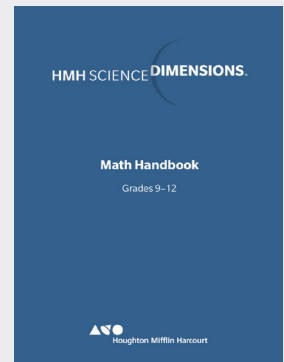 HMH SCIENCE DIMENSIONS.
Math Handbook
Grades 9–12
Houghton Mifflin Harcourt